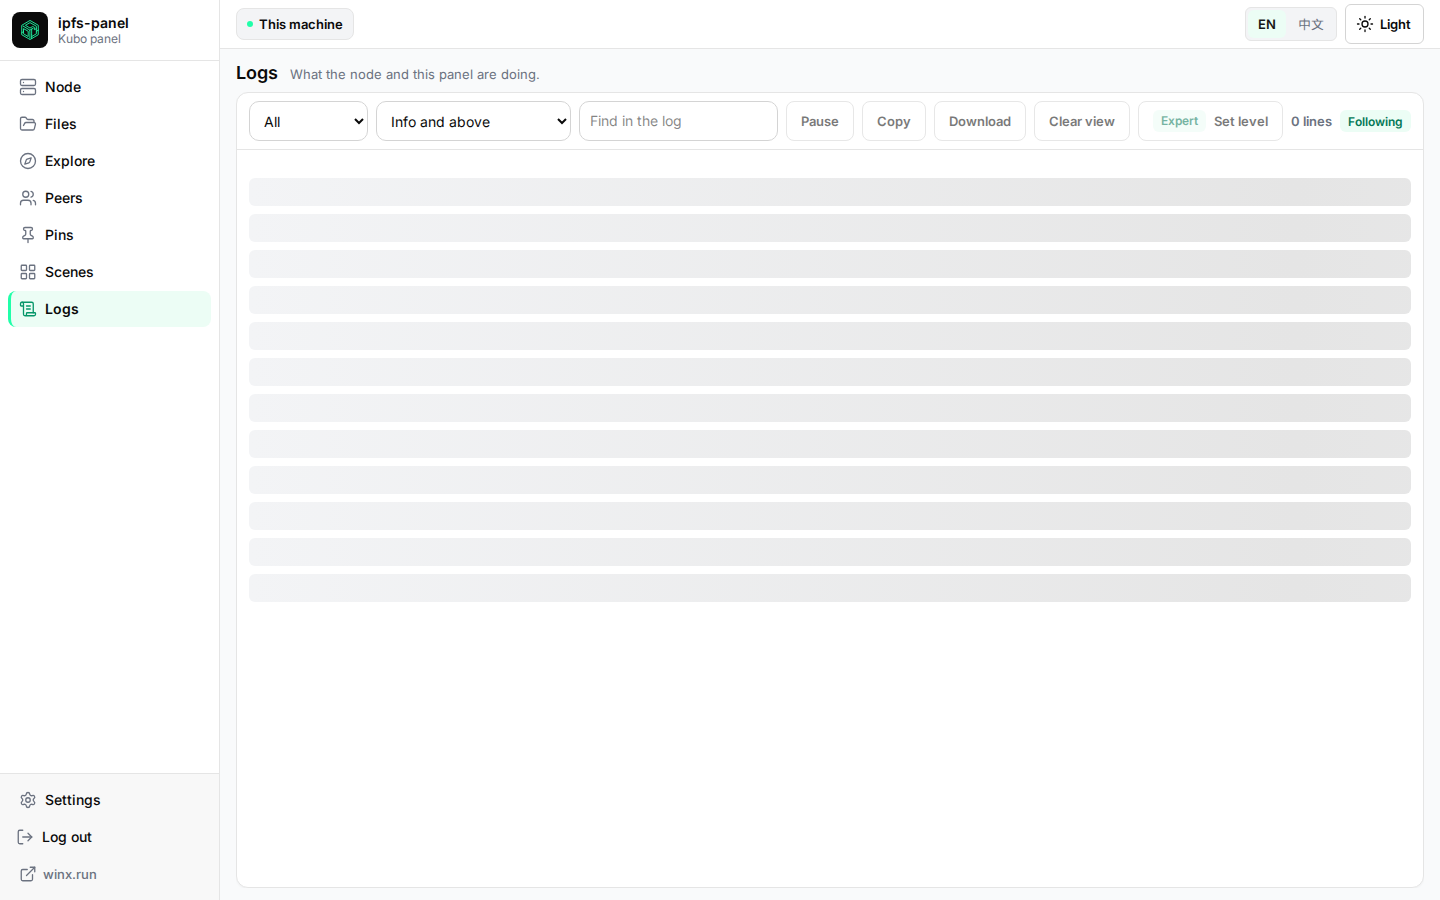 ipfs-panel
Kubo panel
This machine
EN
中文
Light
Node
Files
Explore
Peers
Pins
Scenes
Logs
Logs
What the node and this panel are doing.
All
Info and above
Find in the log
Pause
Copy
Download
Clear view
Expert
Set level
0 lines
Following
Settings
Log out
winx.run